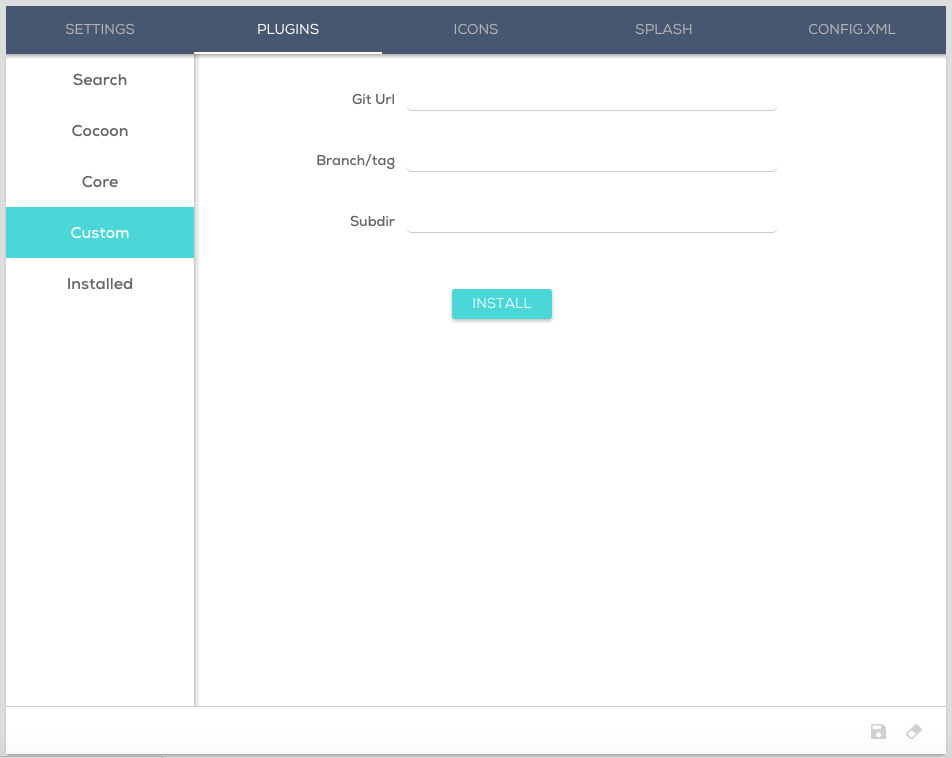 SETTINGS PLUGINS ICONS SPLASH CONFIG.XML
Search
Cocoon
Core
Custom
Installed
Git Url
Branch/tag
Subdir
INSTALL